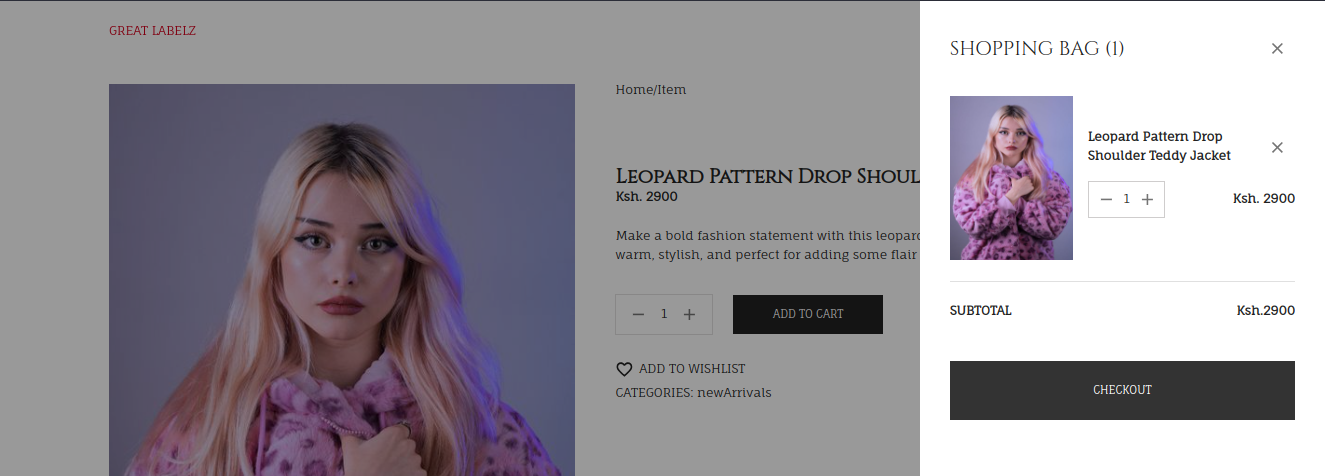 GREAT LABELZ
Home/Item
LEOPARD PATTERN DROP SHOUL
Ksh. 2900
Make a bold fashion statement with this leopard
warm, stylish, and perfect for adding some flair
1
ADD TO CART
ADD TO WISHLIST
CATEGORIES: newArrivals
SHOPPING BAG (1)
Leopard Pattern Drop
Shoulder Teddy Jacket
1
Ksh. 2900
SUBTOTAL
Ksh.2900
CHECKOUT